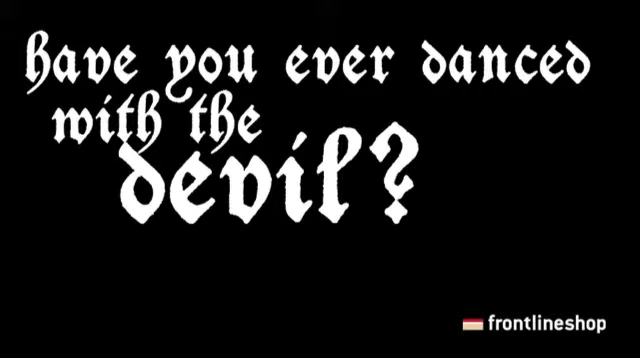 have you ever danced
with the
devil?
frontlineshop